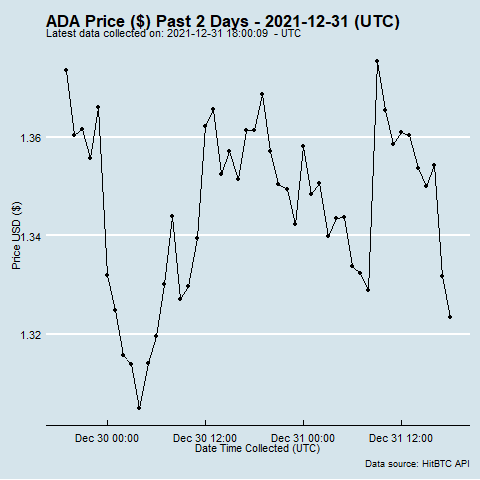 ADA Price ($) Past 2 Days - 2021-12-31 (UTC)
Latest data collected on: 2021-12-31 18:00:09 - UTC
Price USD ($)
1.36
1.34
1.32
Dec 30 00:00 Dec 30 12:00 Dec 31 00:00 Dec 31 12:00
Date Time Collected (UTC)
Data source: HitBTC API